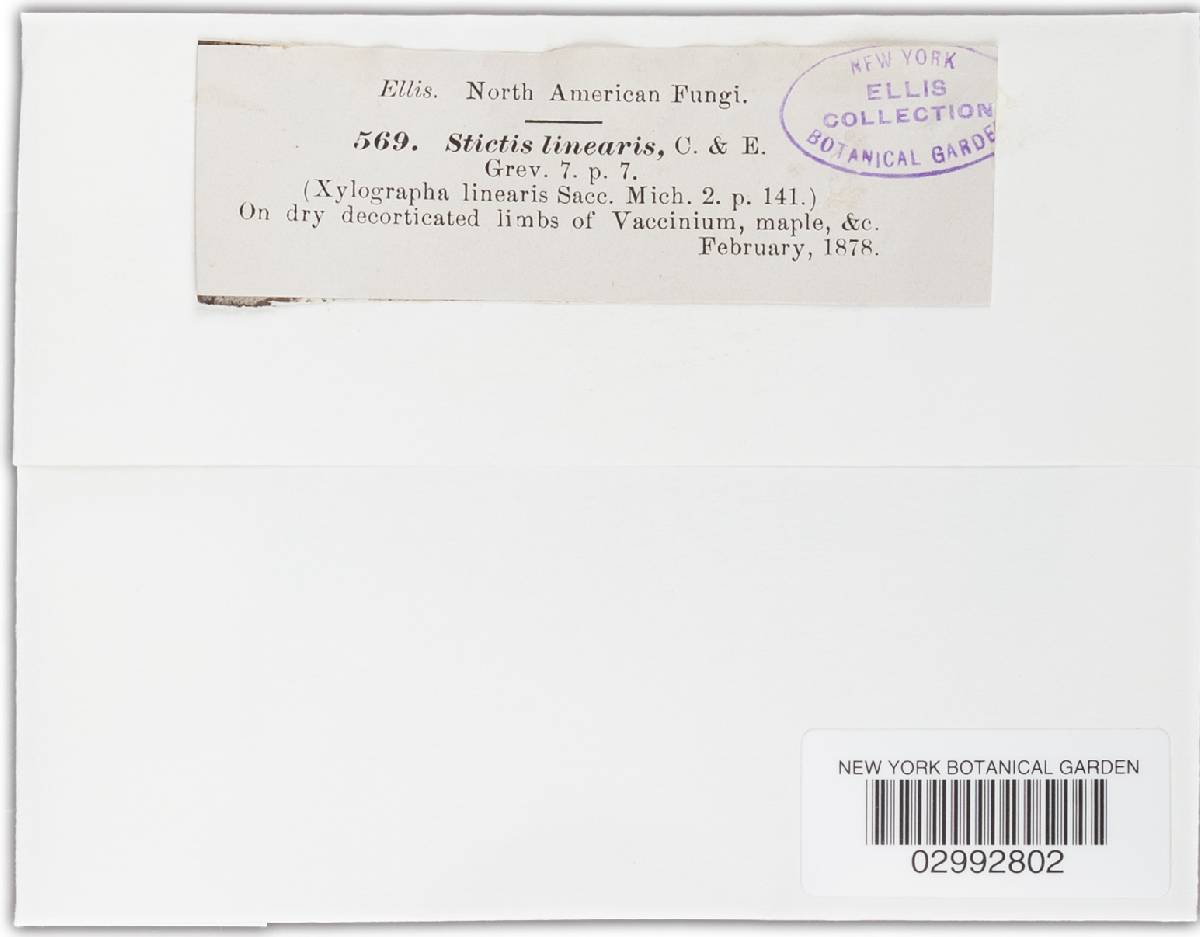 Ellis. North American Fungi.
569. Stictis linearis, C. & E.
Grev. 7. p. 7.
(Xylographa linearis Sacc. Mich. 2. p. 141.)
On dry decorticated limbs of Vaccinium, maple, &c.
February, 1878.
NEW YORK
ELLIS
COLLECTION
BOTANICAL GARDE
NEW YORK BOTANICAL GARDEN
02992802